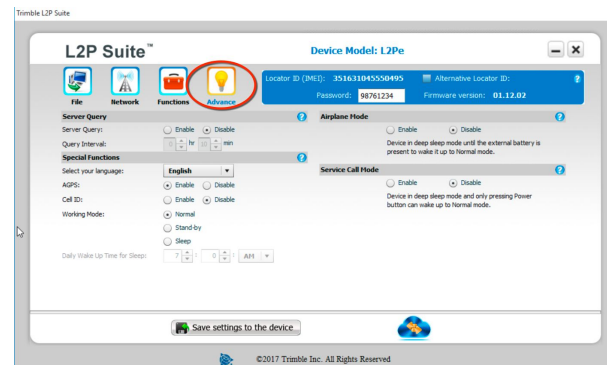 Trimble L2P Suite
L2P Suite™
Device Model: L2Pe
File
Network
Functions
Advance
Locator ID (IMEI): 351631045550495
Alternative Locator ID:
Password: 98761234
Firmware version: 01.12.02
Server Query
Server Query: Enable Disable
Query Interval: 0 hr 10 min
Special Functions
Select your language: English
AGPS: Enable Disable
Cell ID: Enable Disable
Working Mode: Normal
Stand-by
Sleep
Daily Wake Up Time for Sleep: 7 : 0 : AM
Airplane Mode
Enable Disable
Device in deep sleep mode until the external battery is
present to wake it up to Normal mode.
Service Call Mode
Enable Disable
Device in deep sleep mode and only pressing Power
button can wake up to Normal mode.
Save settings to the device
©2017 Trimble Inc. All Rights Reserved